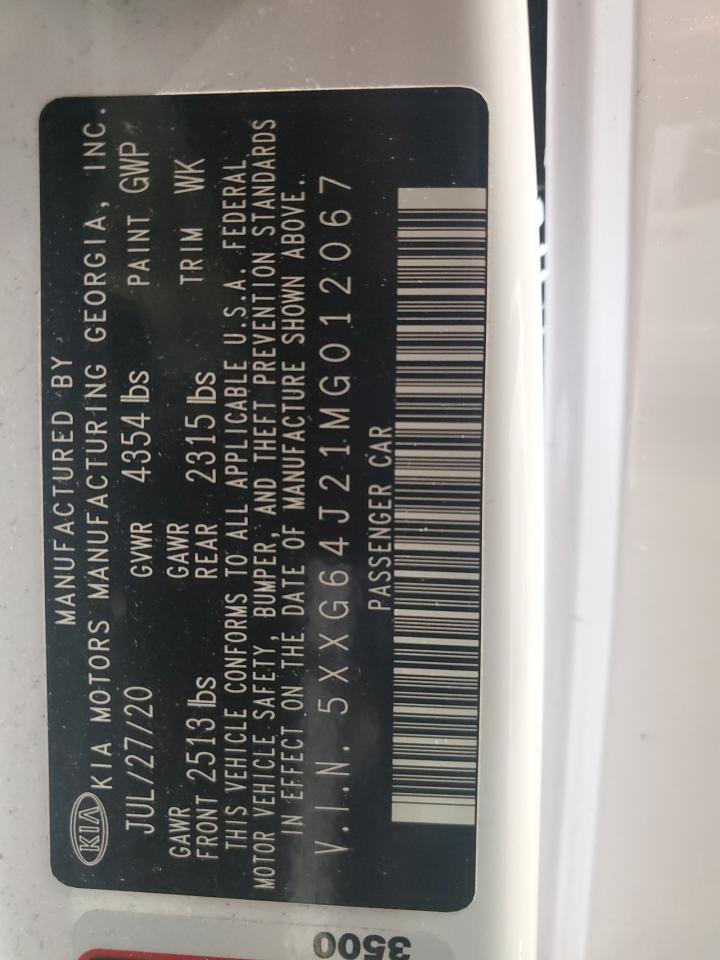 MANUFACTURED BY
KIA KIA MOTORS MANUFACTURING GEORGIA, INC.
JUL/27/20 GVWR 4354 lbs PAINT GWP
GAWR GAWR
FRONT 2513 lbs REAR 2315 lbs TRIM WK
THIS VEHICLE CONFORMS TO ALL APPLICABLE U.S.A. FEDERAL
MOTOR VEHICLE SAFETY, BUMPER, AND THEFT PREVENTION STANDARDS
IN EFFECT ON THE DATE OF MANUFACTURE SHOWN ABOVE.
V.I.N. 5XXG64J21MG012067
PASSENGER CAR
3500